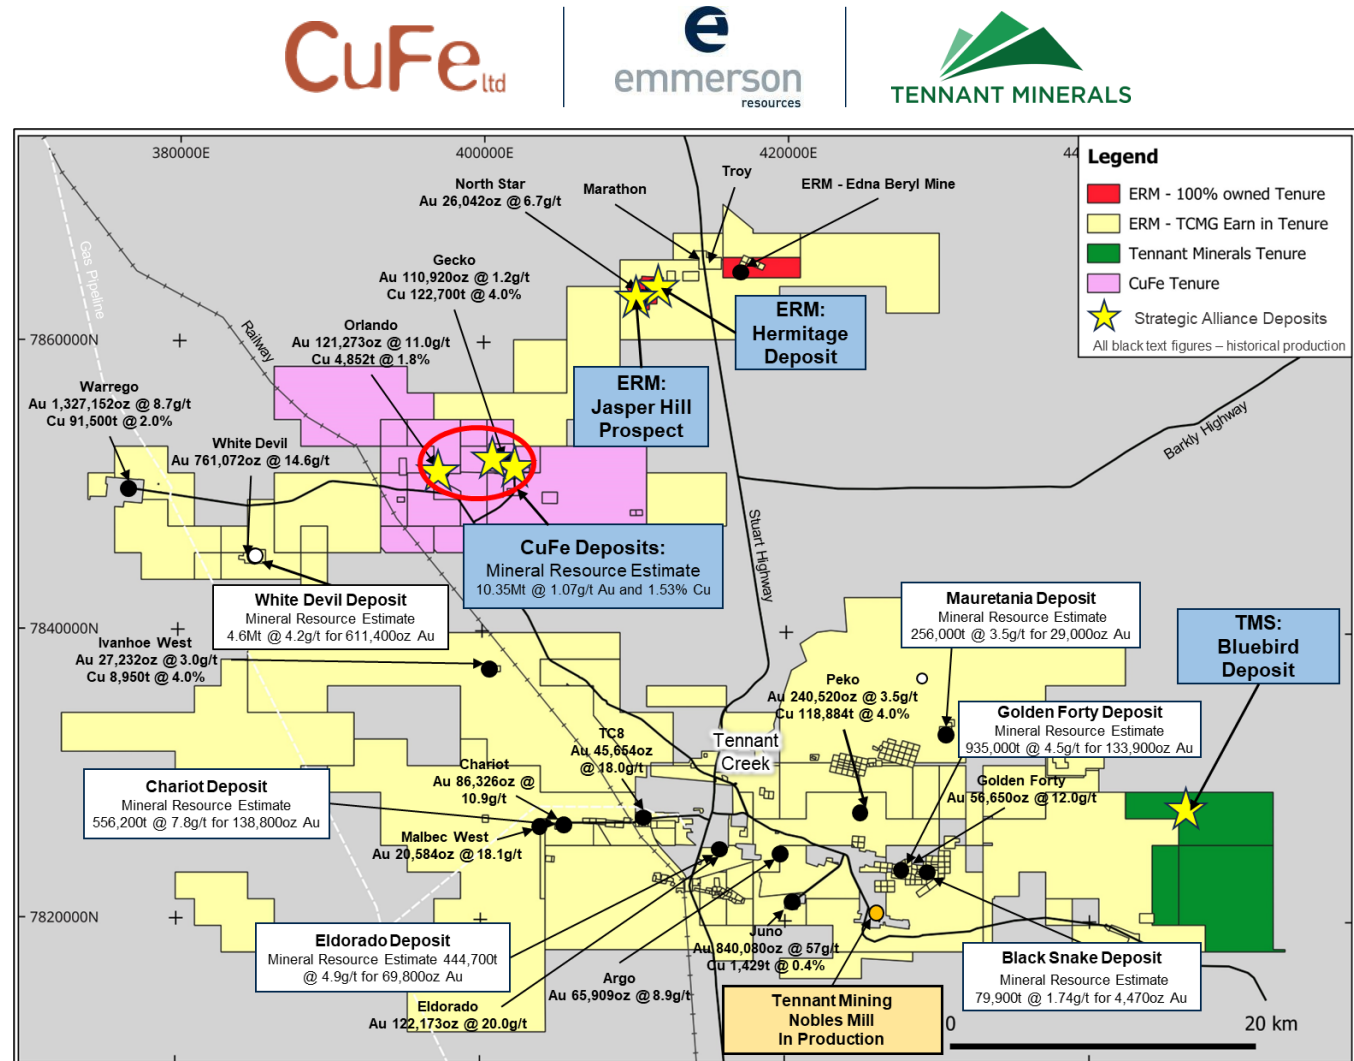 CuFe ltd
e
emmerson
resources
TENNANT MINERALS
380000E
400000E
420000E
44
Legend
ERM - 100% owned Tenure
ERM - TCMG Earn in Tenure
Tennant Minerals Tenure
CuFe Tenure
Strategic Alliance Deposits
All black text figures – historical production
North Star
Au 26,042oz @ 6.7g/t
Marathon
Troy
ERM - Edna Beryl Mine
Gas Pipeline
Railway
Gecko
Au 110,920oz @ 1.2g/t
Cu 122,700t @ 4.0%
Orlando
Au 121,273oz @ 11.0g/t
Cu 4,852t @ 1.8%
ERM:
Hermitage
Deposit
7860000N
ERM:
Jasper Hill
Prospect
Warrego
Au 1,327,152oz @ 8.7g/t
Cu 91,500t @ 2.0%
White Devil
Au 761,072oz @ 14.6g/t
Barkly Highway
Stuart Highway
CuFe Deposits:
Mineral Resource Estimate
10.35Mt @ 1.07g/t Au and 1.53% Cu
White Devil Deposit
Mineral Resource Estimate
4.6Mt @ 4.2g/t for 611,400oz Au
Mauretania Deposit
Mineral Resource Estimate
256,000t @ 3.5g/t for 29,000oz Au
TMS:
Bluebird
Deposit
7840000N
Ivanhoe West
Au 27,232oz @ 3.0g/t
Cu 8,950t @ 4.0%
Peko
Au 240,520oz @ 3.5g/t
Cu 118,884t @ 4.0%
Golden Forty Deposit
Mineral Resource Estimate
935,000t @ 4.5g/t for 133,900oz Au
Tennant
Creek
TC8
Au 45,654oz
@ 18.0g/t
Chariot
Au 86,326oz @
10.9g/t
Golden Forty
Au 56,650oz @ 12.0g/t
Chariot Deposit
Mineral Resource Estimate
556,200t @ 7.8g/t for 138,800oz Au
Malbec West
Au 20,584oz @ 18.1g/t
7820000N
Eldorado Deposit
Mineral Resource Estimate 444,700t
@ 4.9g/t for 69,800oz Au
Juno
Au 840,080oz @ 57g/t
Cu 1,429t @ 0.4%
Argo
Au 65,909oz @ 8.9g/t
Eldorado
Au 122,173oz @ 20.0g/t
Black Snake Deposit
Mineral Resource Estimate
79,900t @ 1.74g/t for 4,470oz Au
Tennant Mining
Nobles Mill
In Production
0
20 km